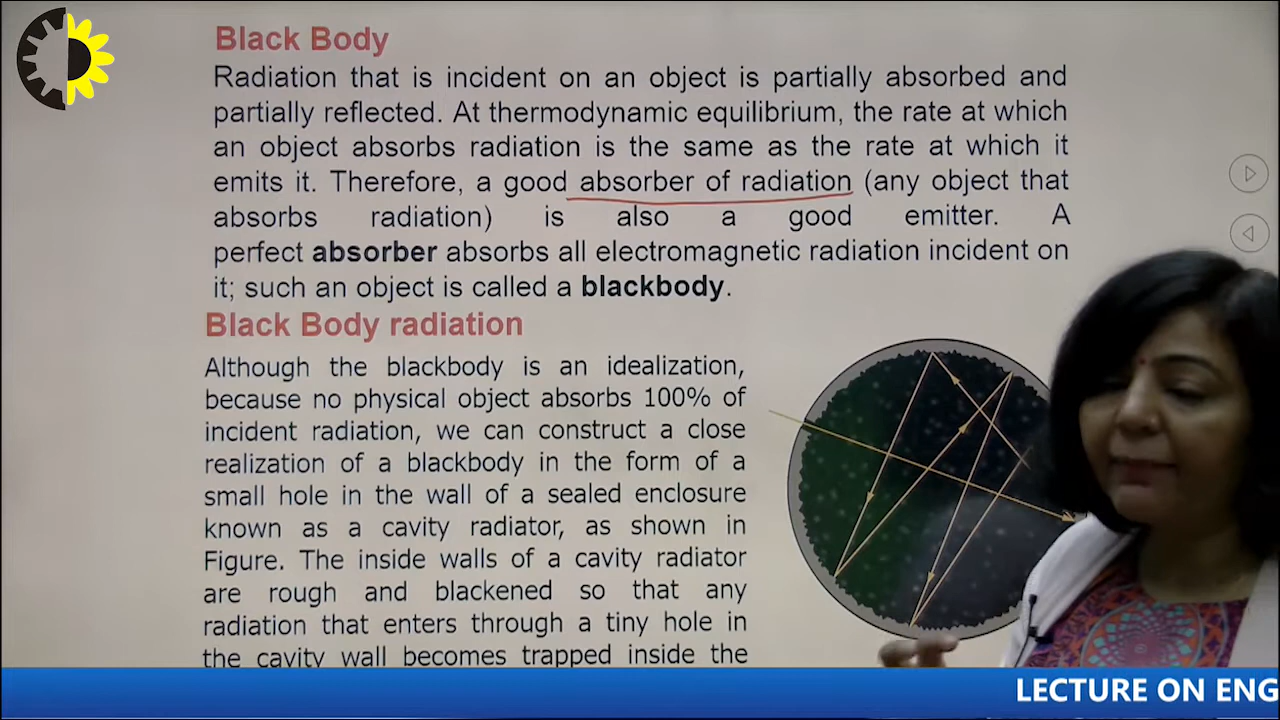 Black Body
Radiation that is incident on an object is partially absorbed and
partially reflected. At thermodynamic equilibrium, the rate at which
an object absorbs radiation is the same as the rate at which it
emits it. Therefore, a good absorber of radiation (any object that
absorbs radiation) is also a good emitter. A
perfect absorber absorbs all electromagnetic radiation incident on
it; such an object is called a blackbody.
Black Body radiation
Although the blackbody is an idealization,
because no physical object absorbs 100% of
incident radiation, we can construct a close
realization of a blackbody in the form of a
small hole in the wall of a sealed enclosure
known as a cavity radiator, as shown in
Figure. The inside walls of a cavity radiator
are rough and blackened so that any
radiation that enters through a tiny hole in
the cavity wall becomes trapped inside the
LECTURE ON ENG